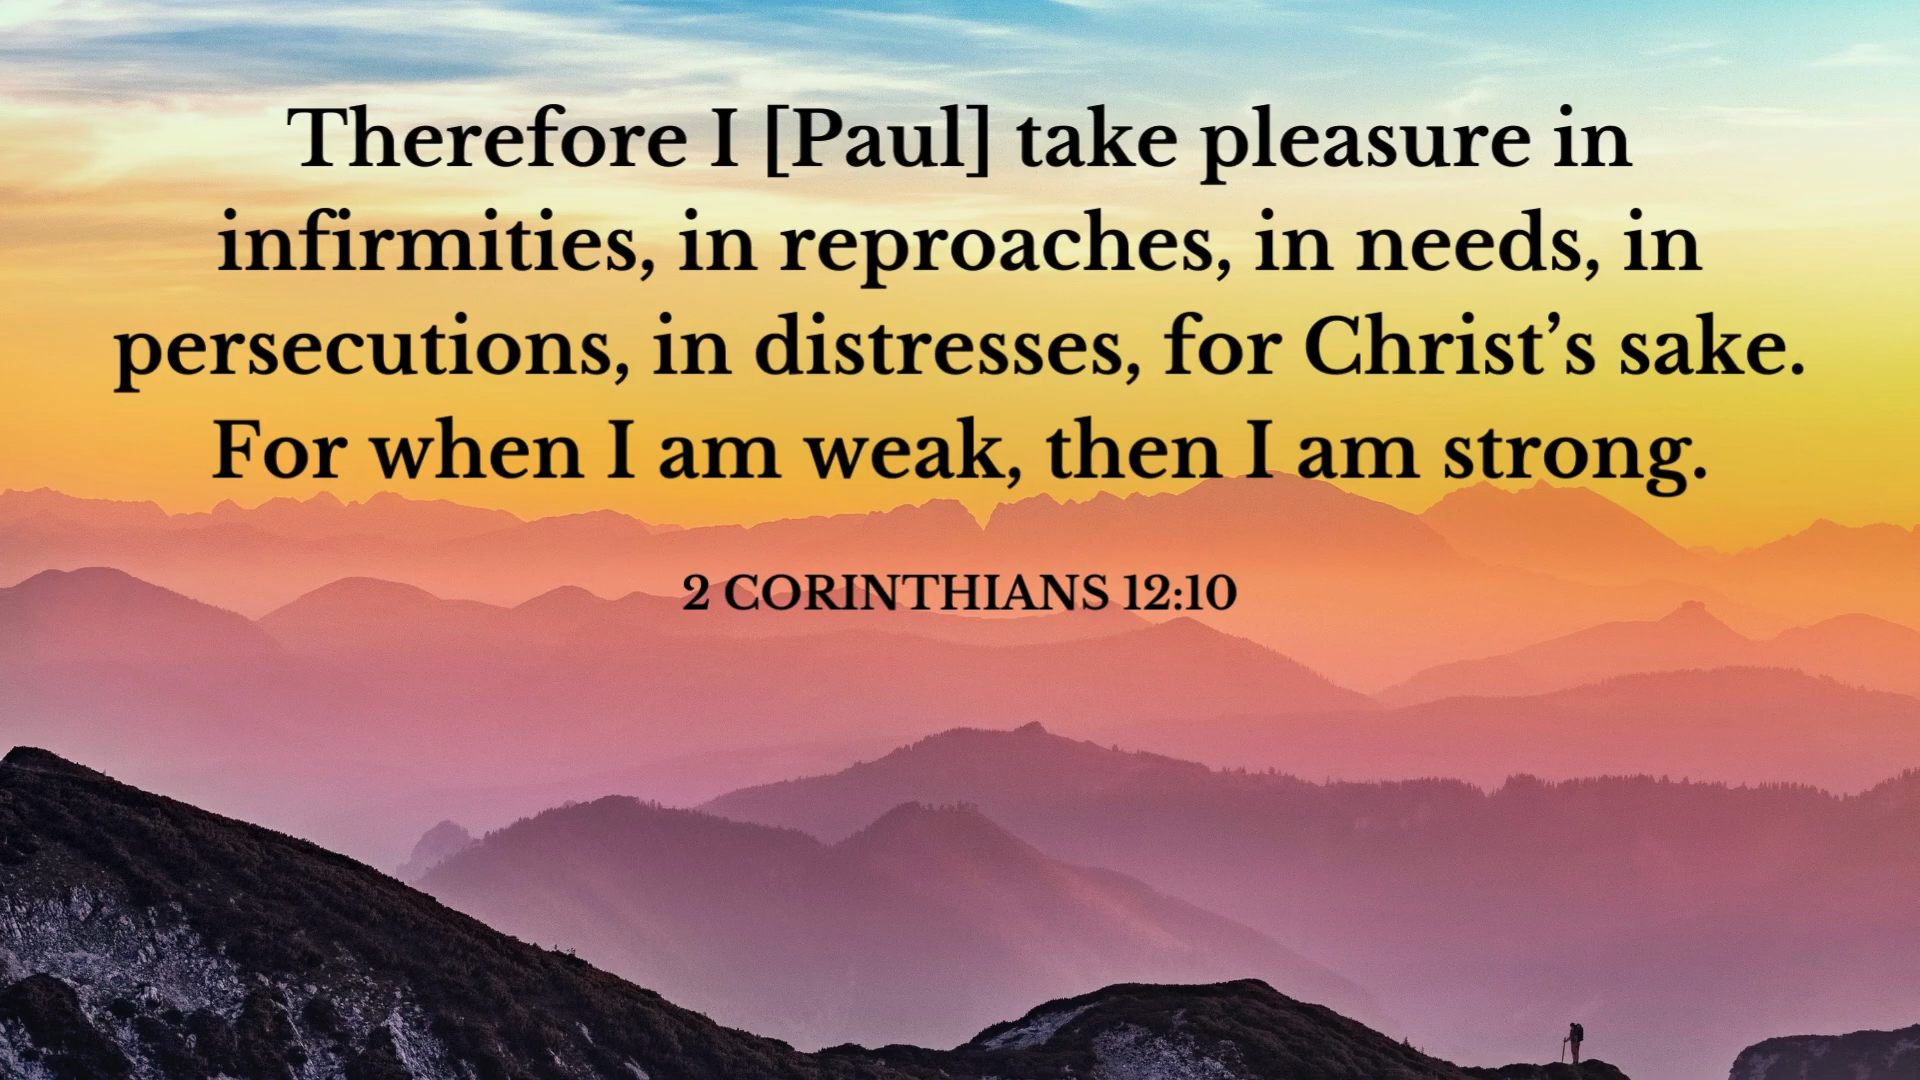 Therefore I [Paul] take pleasure in
infirmities, in reproaches, in needs, in
persecutions, in distresses, for Christ’s sake.
For when I am weak, then I am strong.
2 CORINTHIANS 12:10